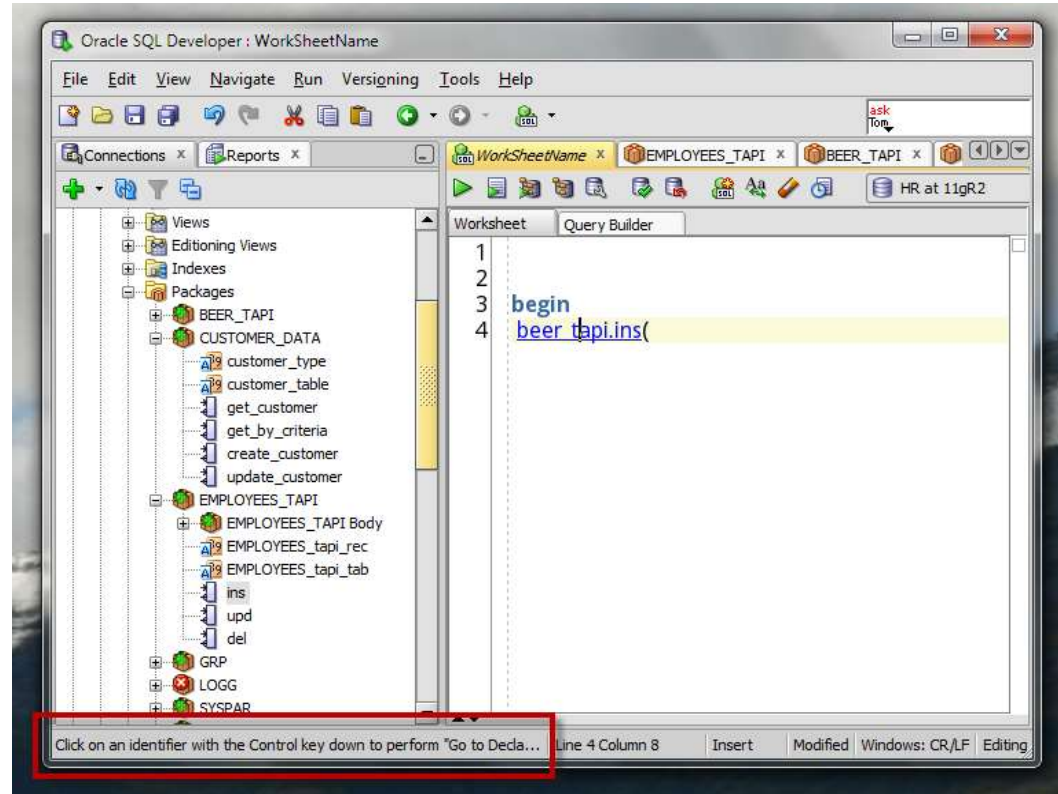 Oracle SQL Developer : WorkSheetName
File Edit View Navigate Run Versioning Tools Help
ask
Tom
Connections x Reports x
WorkSheetName x EMPLOYEES_TAPI x BEER_TAPI x
HR at 11gR2
Worksheet Query Builder
Views
Editioning Views
Indexes
Packages
BEER_TAPI
CUSTOMER_DATA
customer_type
customer_table
get_customer
get_by_criteria
create_customer
update_customer
EMPLOYEES_TAPI
EMPLOYEES_TAPI Body
EMPLOYEES_tapi_rec
EMPLOYEES_tapi_tab
ins
upd
del
GRP
LOGG
SYSPAR
1
2
3 begin
4 beer_tapi.ins(
Click on an identifier with the Control key down to perform "Go to Decla... Line 4 Column 8 Insert Modified Windows: CR/LF Editing